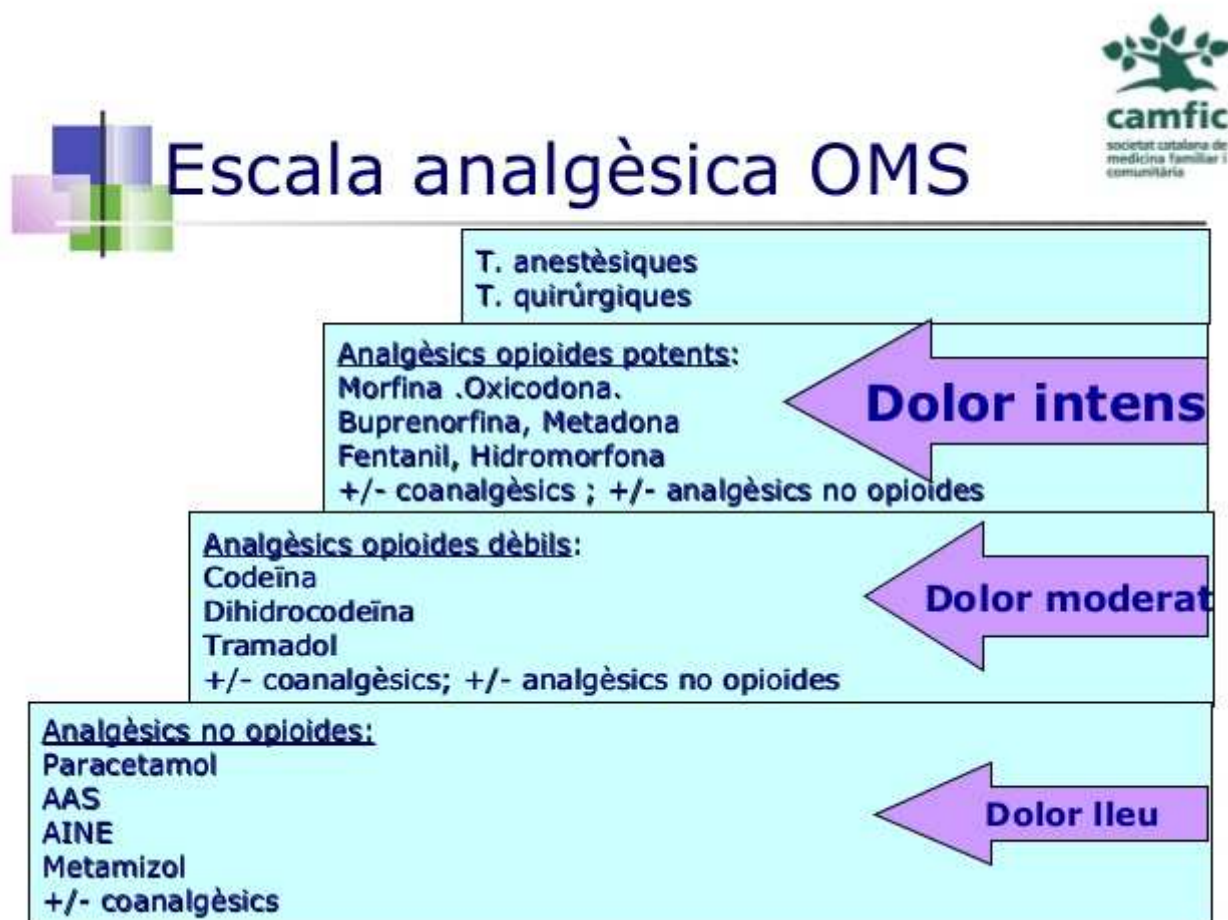 camfic
societat catalana de
medicina familiar i
comunitària
Escala analgèsica OMS
T. anestèsiques
T. quirúrgiques
Analgèsics opioides potents:
Morfina .Oxicodona.
Buprenorfina, Metadona
Fentanil, Hidromorfona
+/- coanalgèsics ; +/- analgèsics no opioides
Dolor intens
Analgèsics opioides dèbils:
Codeïna
Dihidrocodeïna
Tramadol
+/- coanalgèsics; +/- analgèsics no opioides
Dolor moderat
Analgèsics no opioides:
Paracetamol
AAS
AINE
Metamizol
+/- coanalgèsics
Dolor lleu